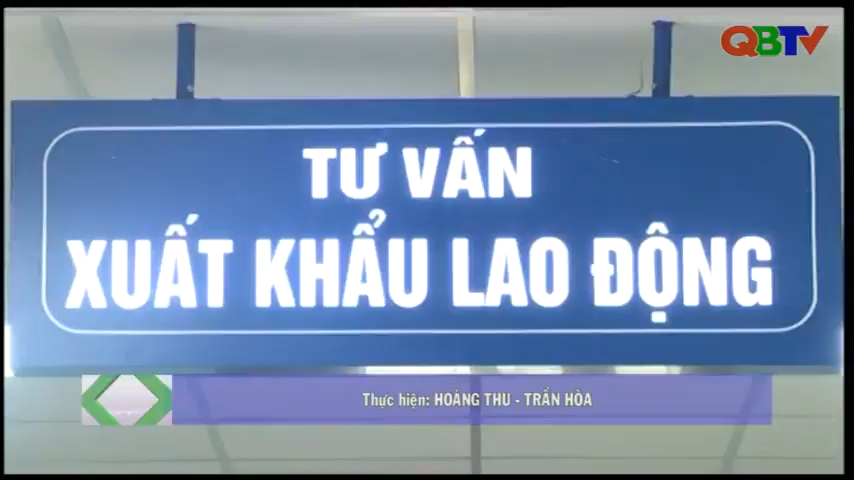 QBTV
TƯ VẤN
XUẤT KHẨU LAO ĐỘNG
Thực hiện: HOÀNG THU - TRẦN HÒA